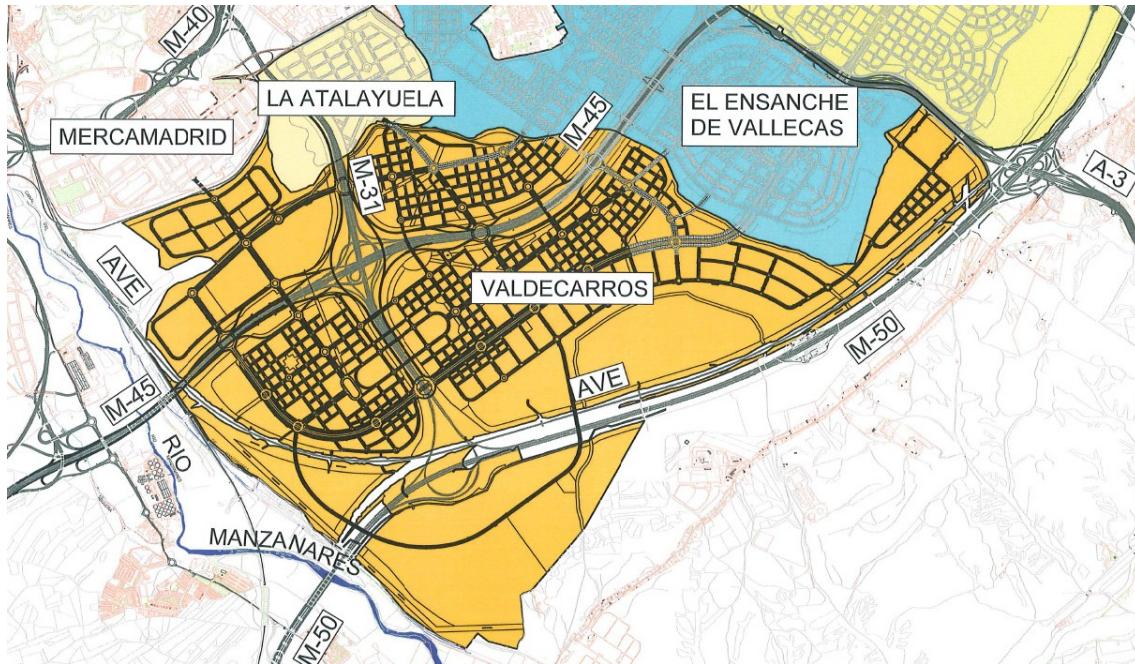 M-40
LA ATALAYUELA
MERCAMADRID
M-45
EL ENSANCHE
DE VALLECAS
A-3
M-31
AVE
VALDECARROS
M-50
AVE
M-45
RIO
MANZANARES
M-50